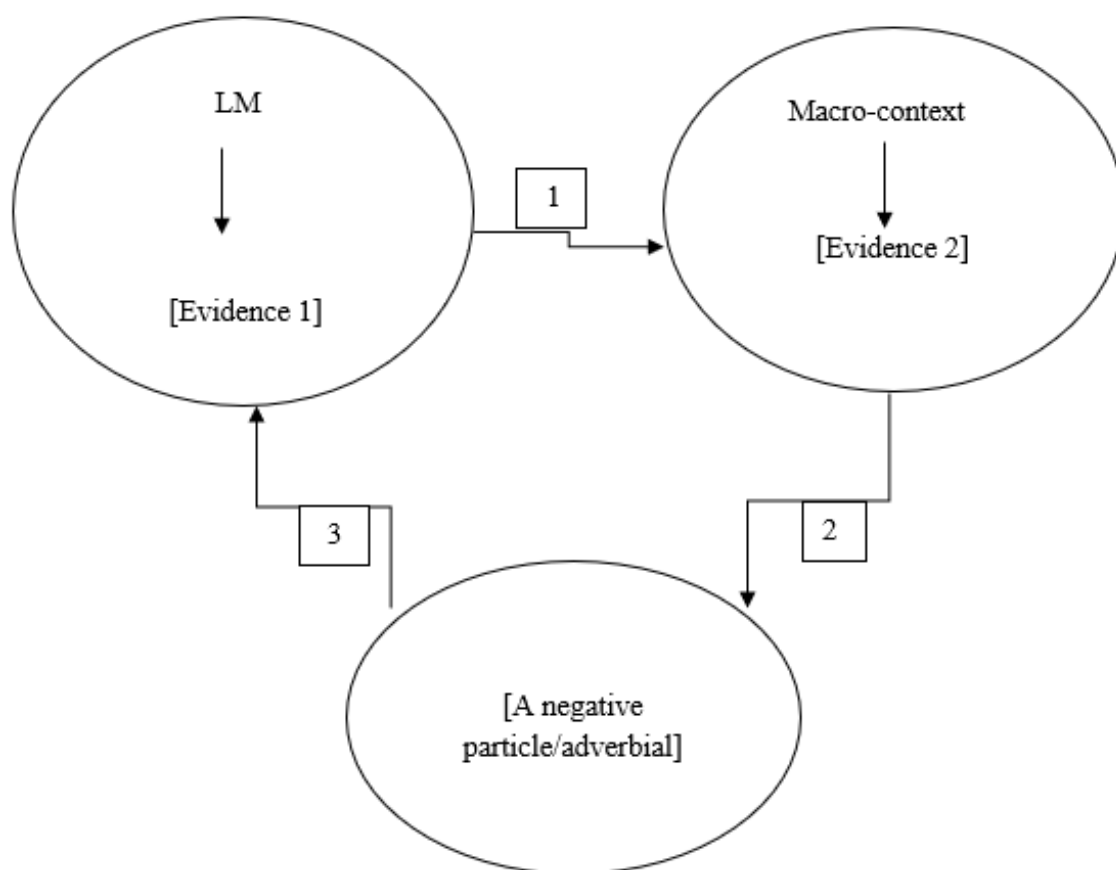 LM
[Evidence 1]
1
Macro-context
[Evidence 2]
2
3
[A negative
particle/adverbial]